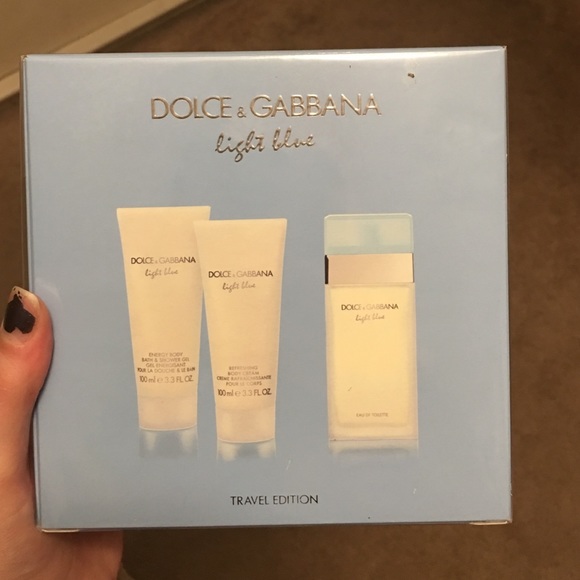 DOLCE & GABBANA
light blue
DOLCE & GABBANA
light blue
ENERGY BODY
BATH & SHOWER GEL
GEL ENERGISANT
POUR LA DOUCHE & LE BAIN
100 ml e 3.3 FL. OZ.
DOLCE & GABBANA
light blue
REFRESHING
BODY CREAM
CRÈME RAFRAÎCHISSANTE
POUR LE CORPS
100 ml e 3.3 FL. OZ.
DOLCE & GABBANA
light blue
EAU DE TOILETTE
TRAVEL EDITION